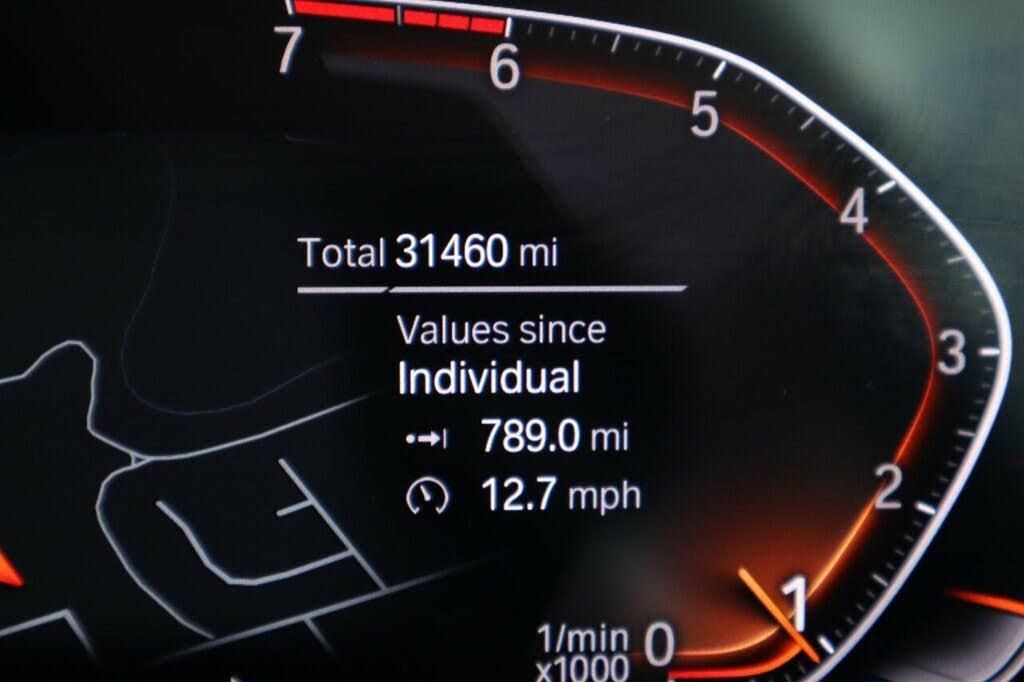 7
6
5
4
Total 31460 mi
Values since
3
Individual
789.0 mi
2
12.7 mph
1
1/min 0
x1000